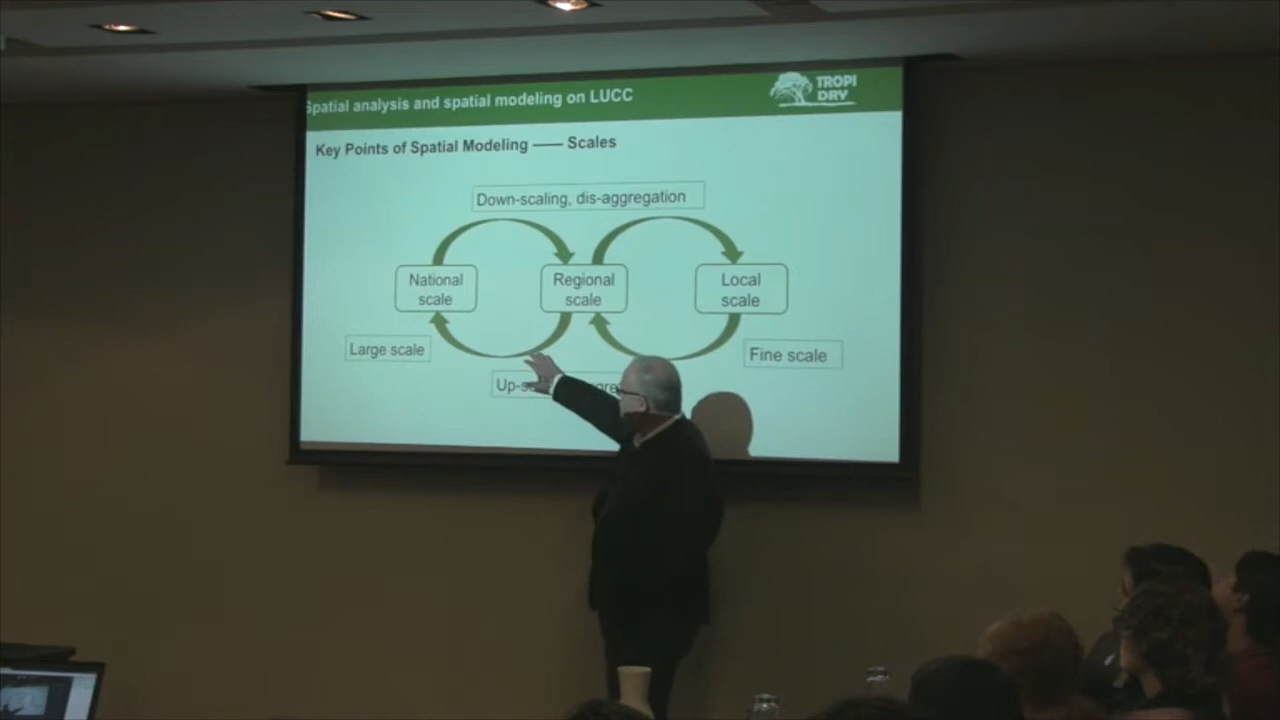 Spatial analysis and spatial modeling on LUCC
TROPI
DRY
Key Points of Spatial Modeling —— Scales
Down-scaling, dis-aggregation
National
scale
Regional
scale
Local
scale
Large scale
Fine scale